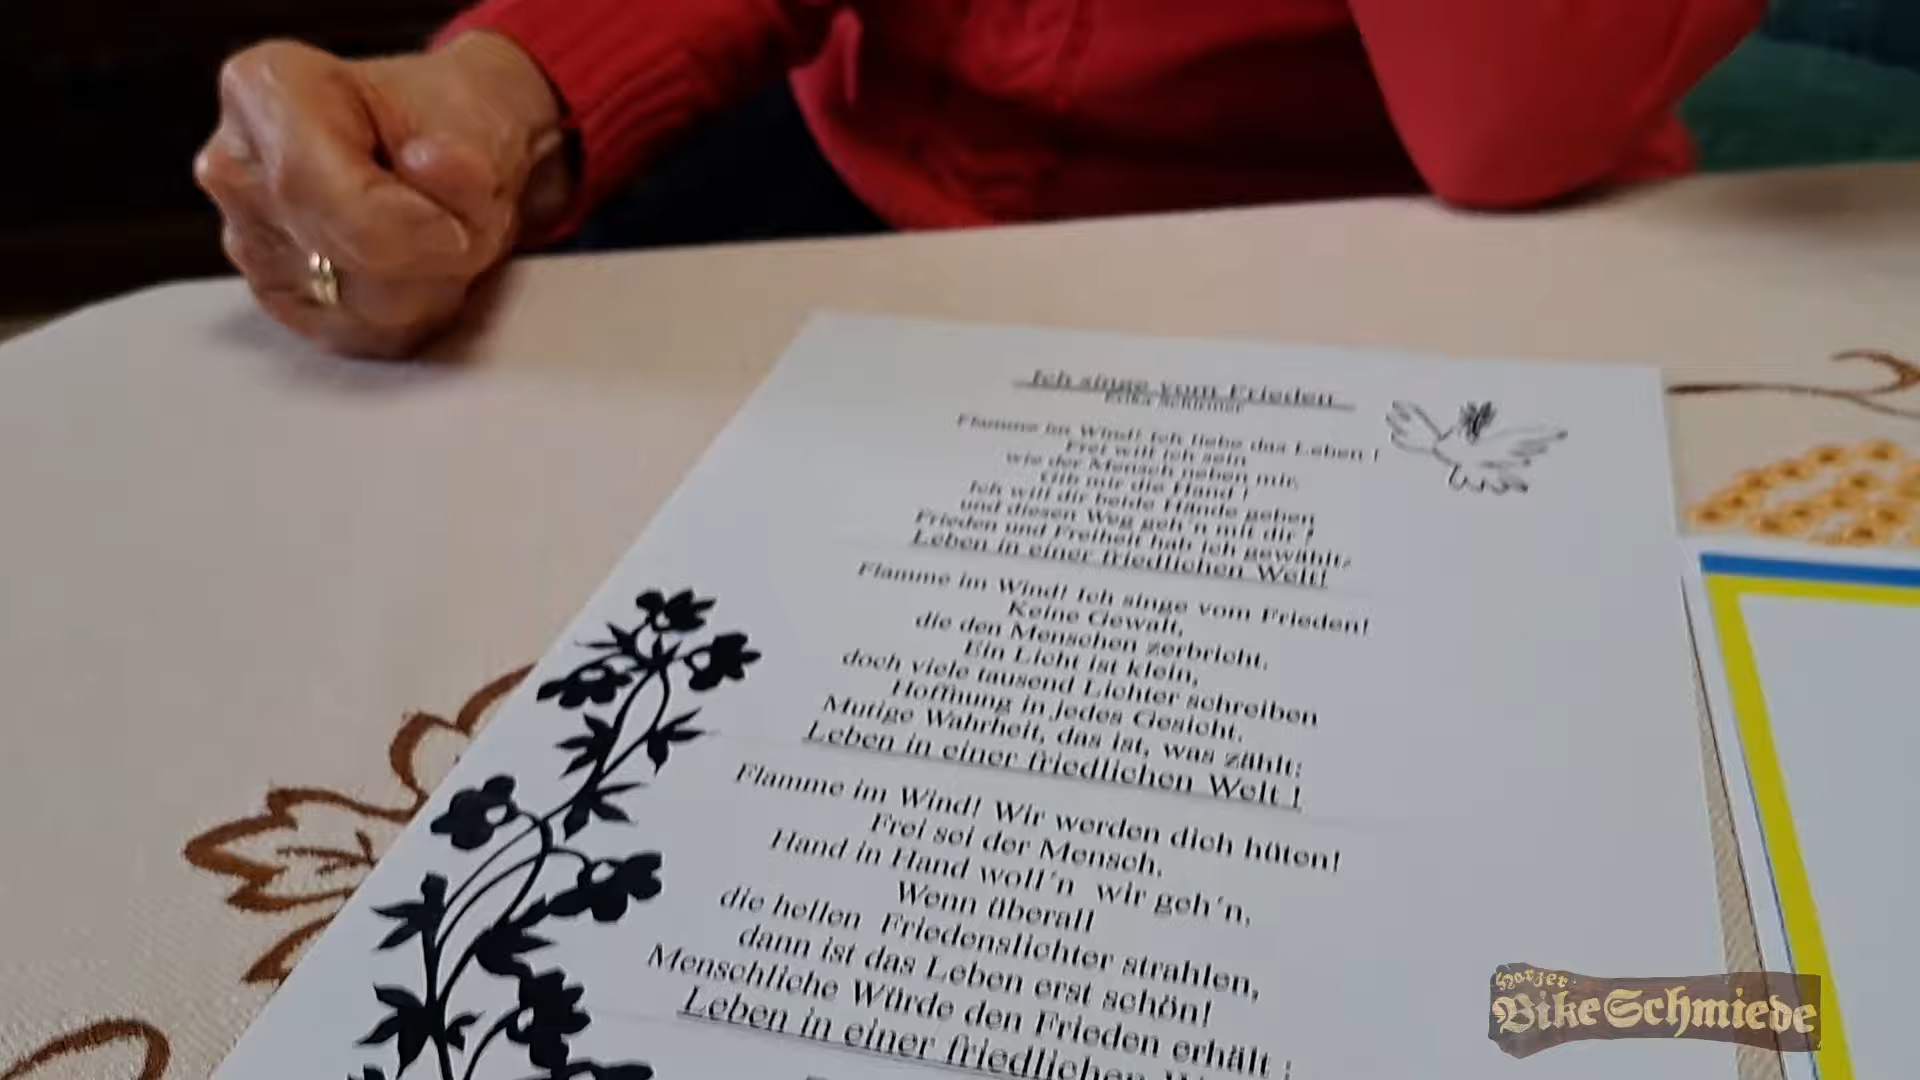 Ich singe vom Frieden
Erika Schirmer
Flamme im Wind! Ich liebe das Leben !
Frei will ich sein
wie der Mensch neben mir.
Gib mir die Hand !
Ich will dir beide Hände geben
und diesen Weg geh´n mit dir !
Frieden und Freiheit hab ich gewählt:
Leben in einer friedlichen Welt!
Flamme im Wind! Ich singe vom Frieden!
Keine Gewalt,
die den Menschen zerbricht.
Ein Licht ist klein,
doch viele tausend Lichter schreiben
Hoffnung in jedes Gesicht.
Mutige Wahrheit, das ist, was zählt:
Leben in einer friedlichen Welt !
Flamme im Wind! Wir werden dich hüten!
Frei sei der Mensch.
Hand in Hand woll´n wir geh´n,
Wenn überall
die hellen Friedenslichter strahlen,
dann ist das Leben erst schön!
Menschliche Würde den Frieden erhält :
Leben in einer friedlichen
Harzer
BikeSchmiede